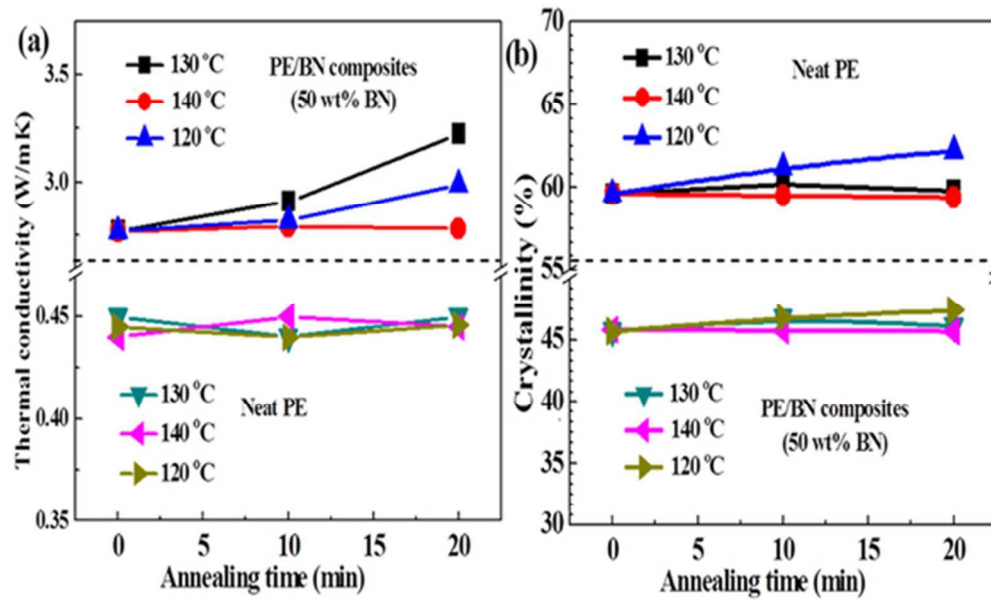 (a)
130 °C
140 °C
120 °C
PE/BN composites
(50 wt% BN)
3.5
3.0
0.45
0.40
0.35
Thermal conductivity (W/mK)
130 °C
140 °C
120 °C
Neat PE
0
5
10
15
20
Annealing time (min)
(b)
130 °C
140 °C
120 °C
Neat PE
70
65
60
55
45
40
35
30
Crystallinity (%)
130 °C
140 °C
120 °C
PE/BN composites
(50 wt% BN)
0
5
10
15
20
Annealing time (min)